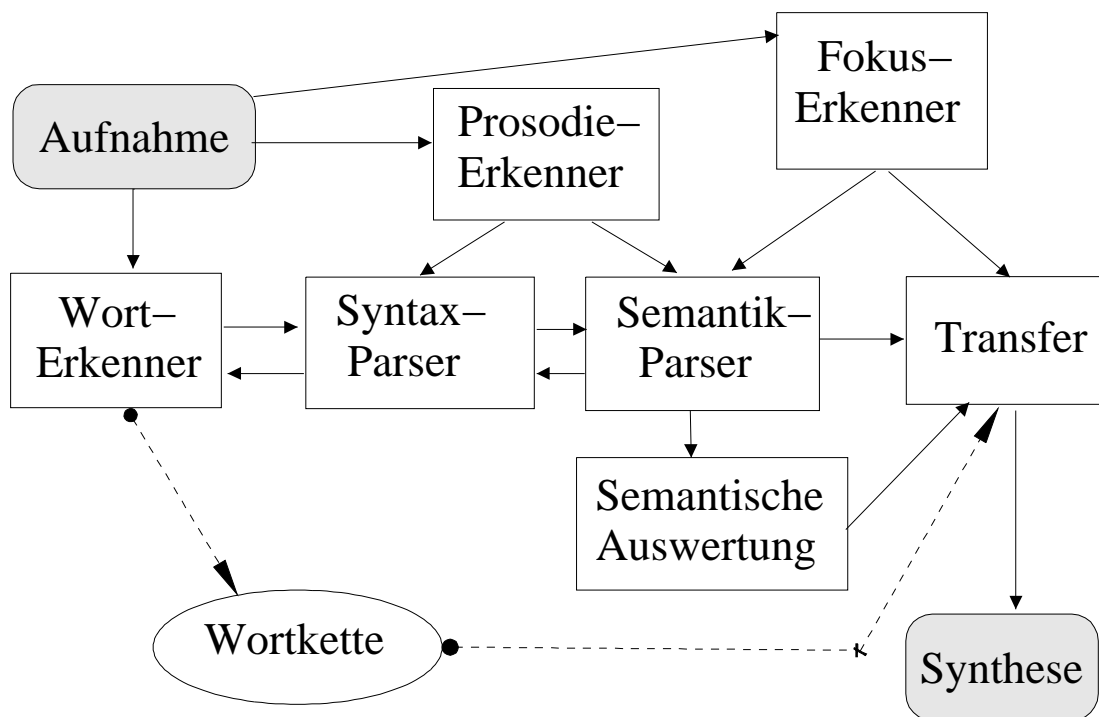 Fokus–
Erkenner
Aufnahme
Prosodie–
Erkenner
Wort–
Erkenner
Syntax–
Parser
Semantik-
Parser
Transfer
Semantische
Auswertung
Wortkette
Synthese